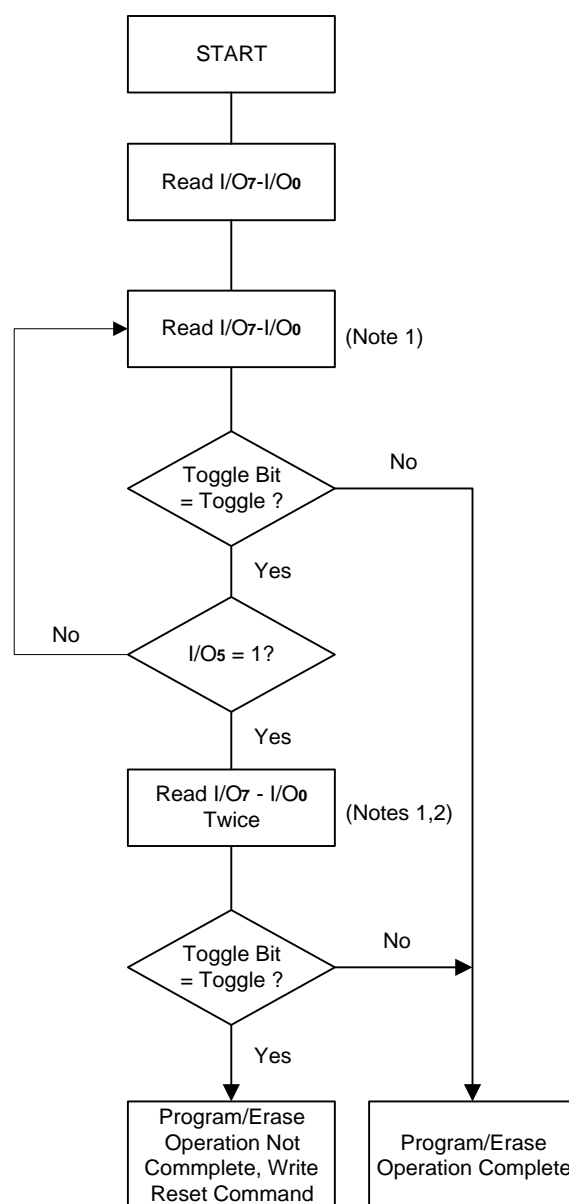 START
Read I/O7-I/O0
Read I/O7-I/O0
(Note 1)
Toggle Bit
= Toggle ?
No
Yes
No
I/O5 = 1?
Yes
Read I/O7 - I/O0
Twice
(Notes 1,2)
Toggle Bit
= Toggle ?
No
Yes
Program/Erase
Operation Not
Commplete, Write
Reset Command
Program/Erase
Operation Complete